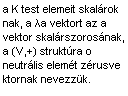 a K test elemeit skalárok
nak, a λa vektort az a
vektor skalárszorosának,
a (V,+) struktúra o
neutrális elemét zérusve
ktornak nevezzük.